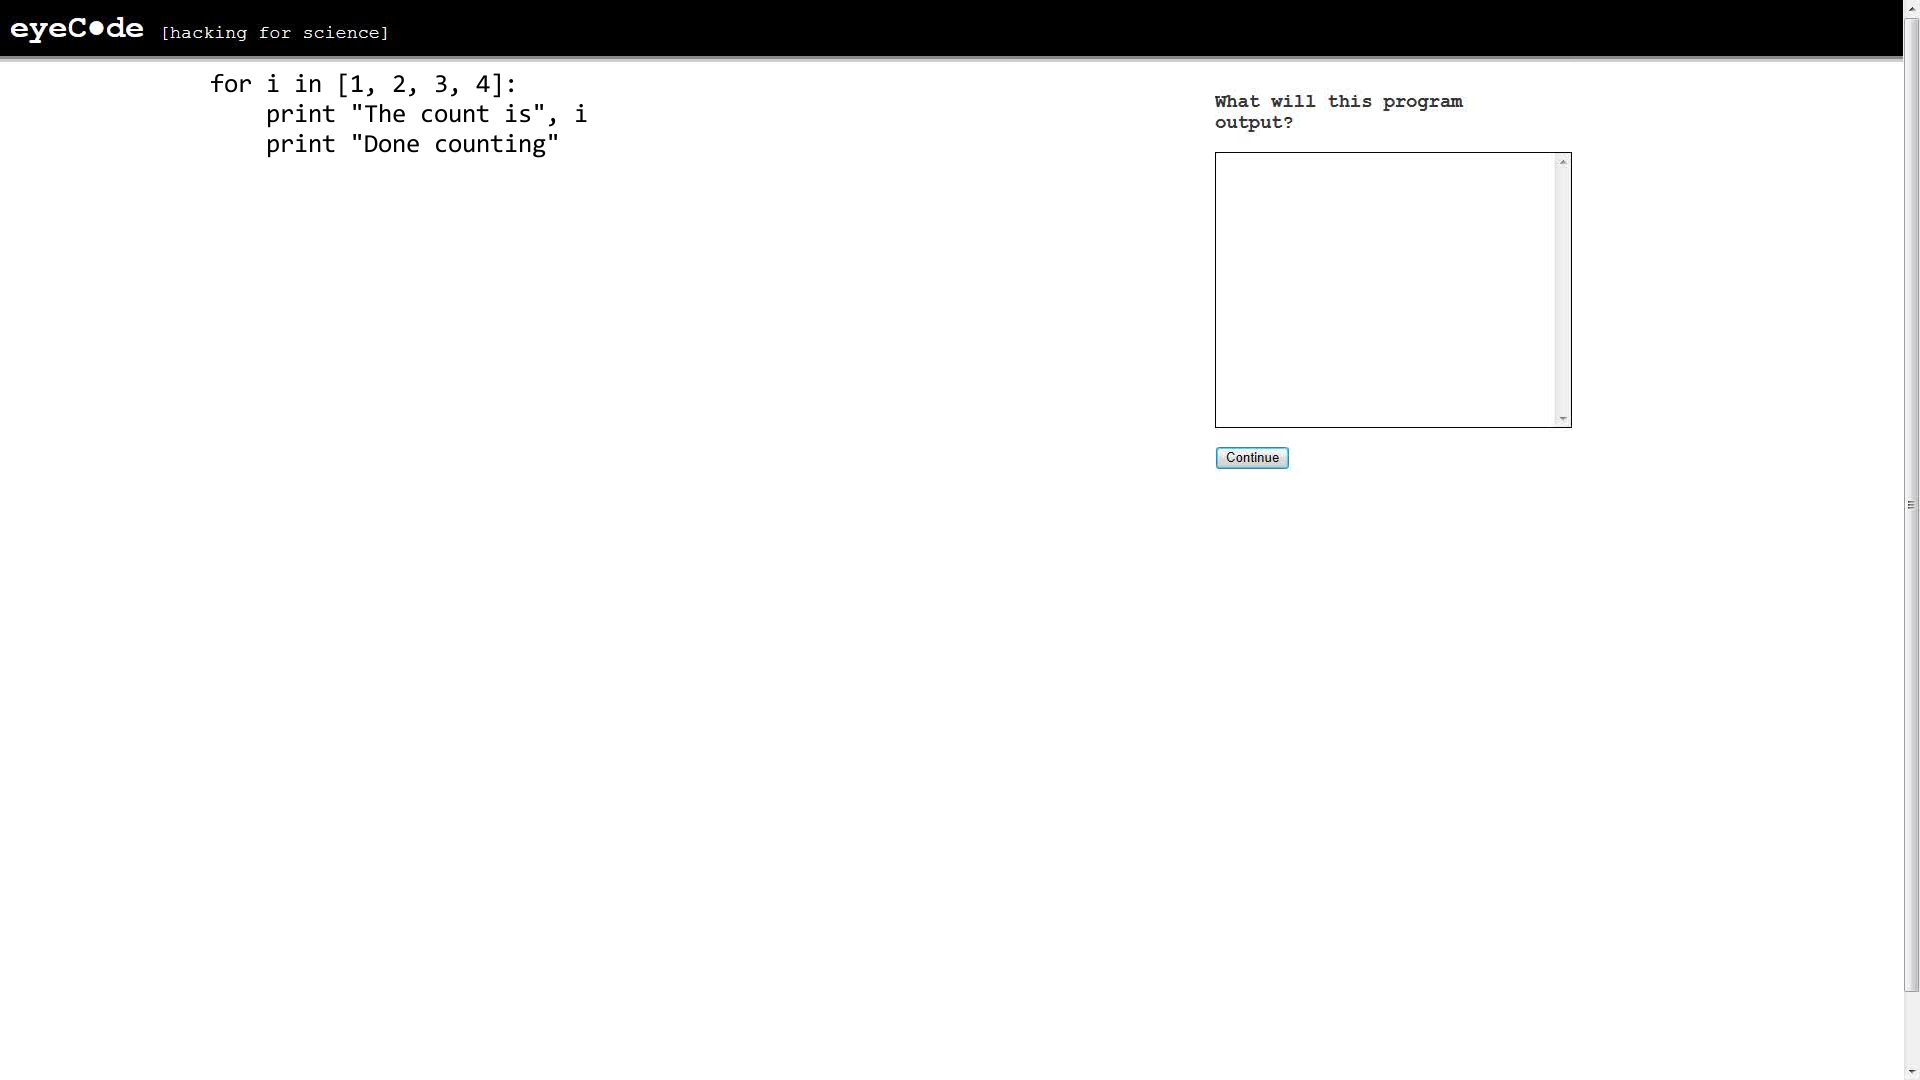 eyeC●de [hacking for science]
for i in [1, 2, 3, 4]:
    print "The count is", i
    print "Done counting"
What will this program
output?
Continue